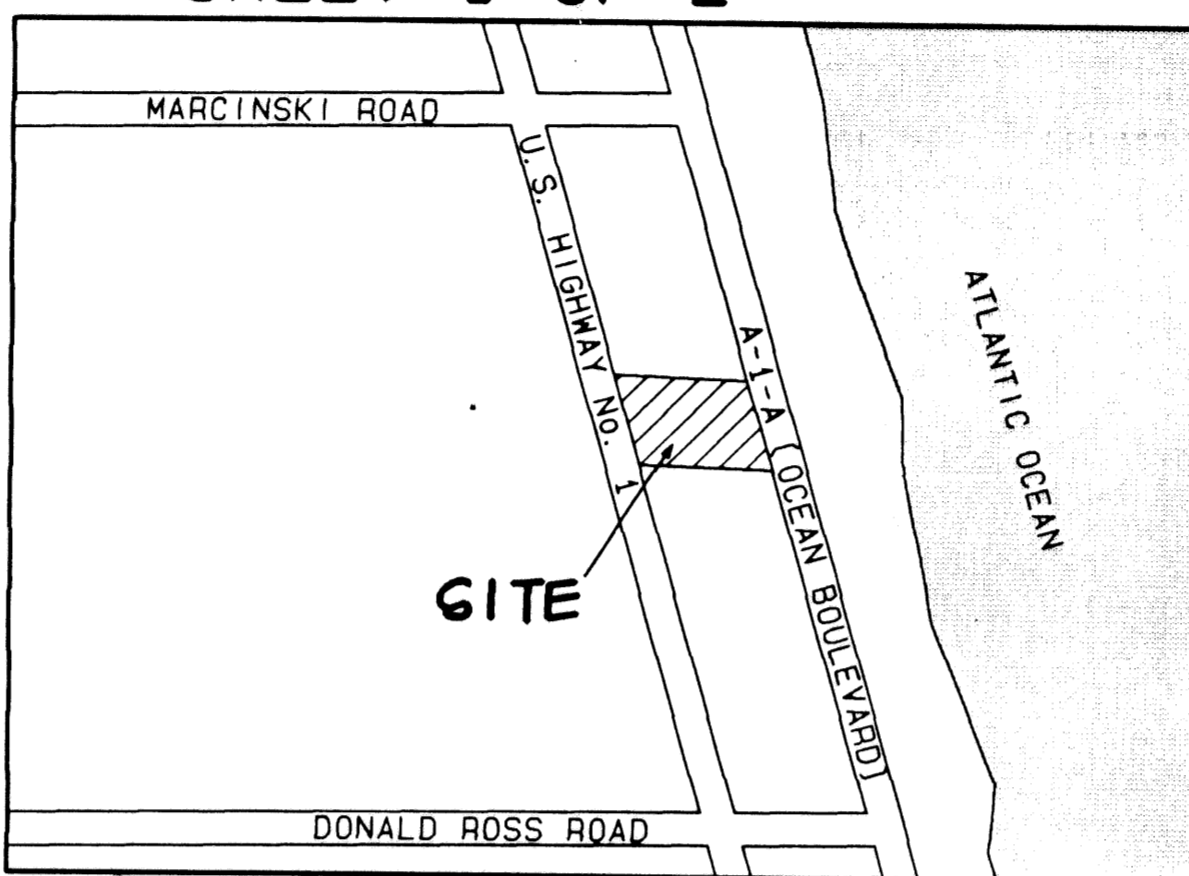 MARCINSKI ROAD
U.S. HIGHWAY No. 1
A-1-A (OCEAN BOULEVARD)
ATLANTIC OCEAN
SITE
DONALD ROSS ROAD